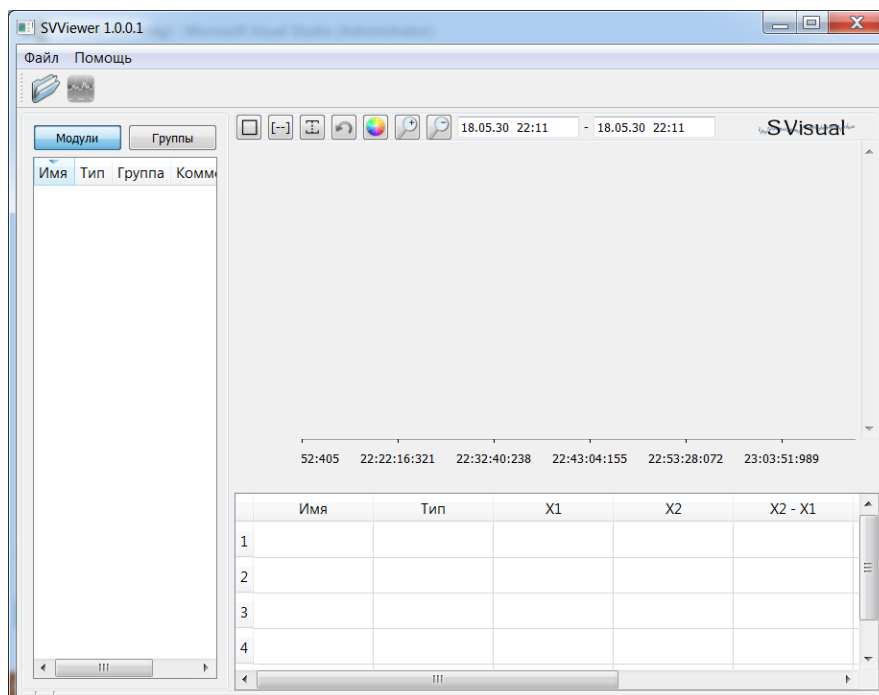 SVViewer 1.0.0.1
Файл Помощь
Модули Группы
Имя Тип Группа Комм
[--] 18.05.30 22:11 - 18.05.30 22:11 SVisual
52:405 22:22:16:321 22:32:40:238 22:43:04:155 22:53:28:072 23:03:51:989
Имя Тип X1 X2 X2 - X1
1
2
3
4